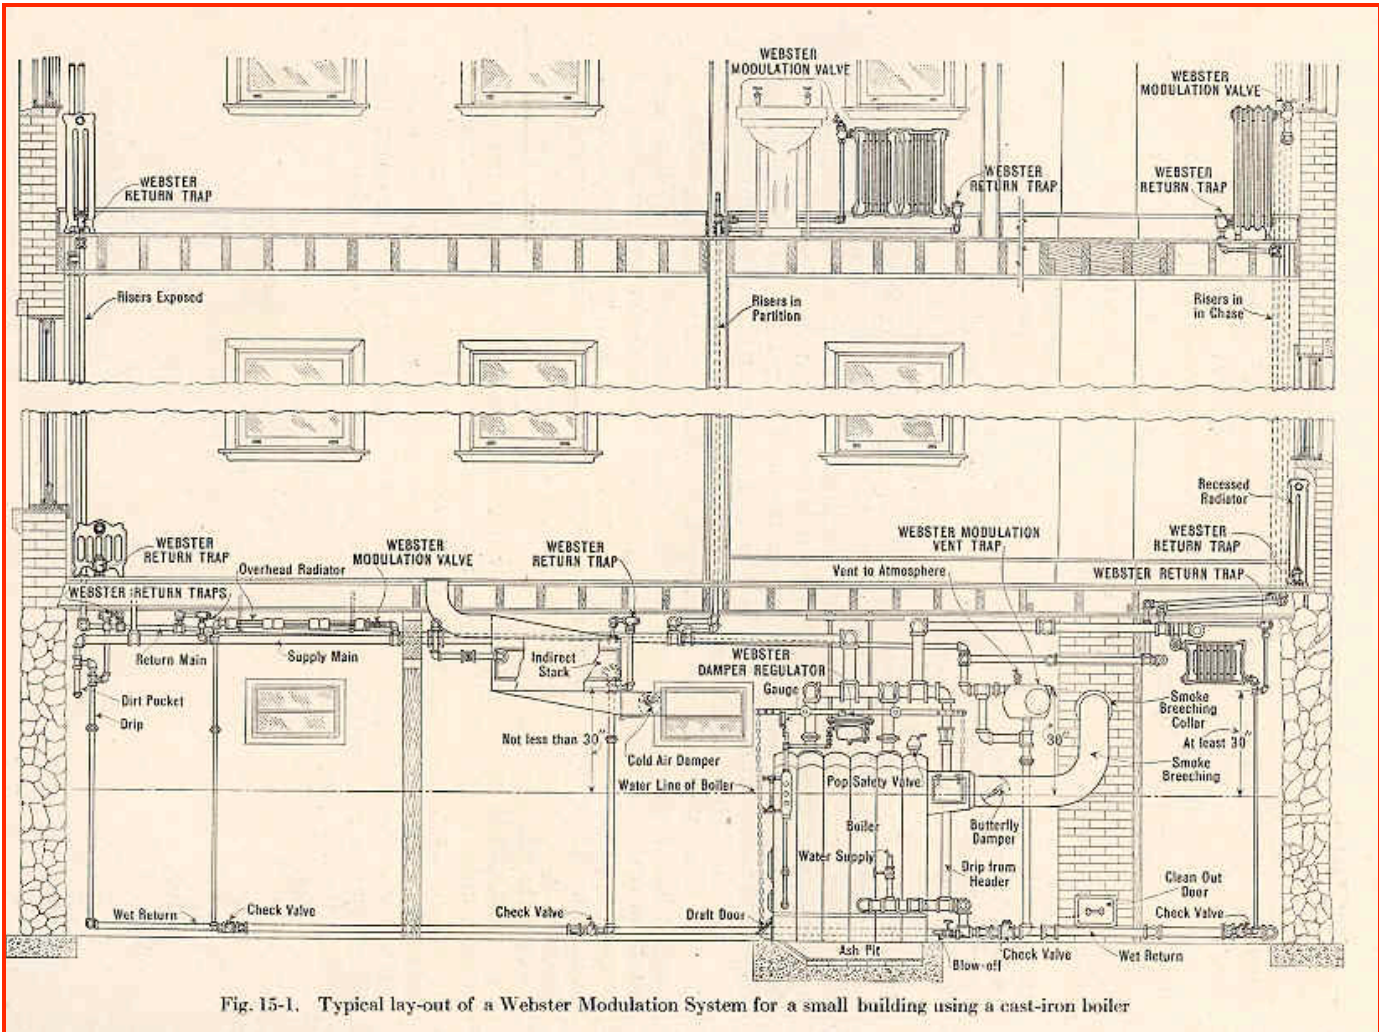 WEBSTER
MODULATION VALVE
WEBSTER
MODULATION VALVE
WEBSTER
RETURN TRAP
WEBSTER
RETURN TRAP
WEBSTER
RETURN TRAP
Risers Exposed
Risers in
Partition
Risers in
in Chase
Recessed
Radiator
WEBSTER
RETURN TRAP
WEBSTER
MODULATION VALVE
WEBSTER
RETURN TRAP
WEBSTER MODULATION
VENT TRAP
WEBSTER
RETURN TRAP
Overhead Radiator
Vent to Atmosphere
WEBSTER RETURN TRAP
WEBSTER RETURN TRAPS
Return Main
Supply Main
Indirect
Stack
WEBSTER
DAMPER REGULATOR
Gauge
Dirt Pocket
Drip
Smoke
Breeching
Collar
Not less than 30"
30"
At least 30"
Cold Air Damper
Smoke
Breeching
Water Line of Boiler
Pop Safety Valve
Boiler
Butterfly
Damper
Water Supply
Drip from
Header
Clean Out
Door
Wet Return
Check Valve
Check Valve
Draft Door
Check Valve
Ash Pit
Blow-off
Check Valve
Wet Return
Fig. 15-1. Typical lay-out of a Webster Modulation System for a small building using a cast-iron boiler